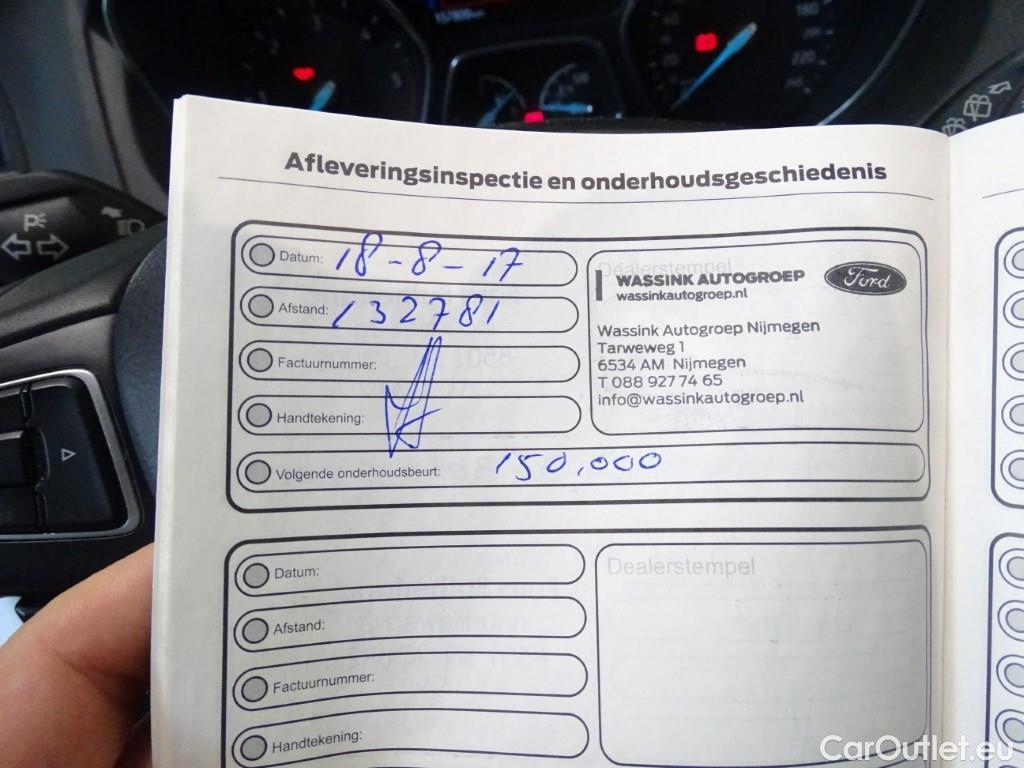 Afleveringsinspectie en onderhoudsgeschiedenis
Datum: 18-8-17
Afstand: 132781
Factuurnummer:
Handtekening:
Volgende onderhoudsbeurt: 150,000
Dealerstempel
WASSINK AUTOGROEP
wassinkautogroep.nl
Ford
Wassink Autogroep Nijmegen
Tarweweg 1
6534 AM Nijmegen
T 088 927 74 65
info@wassinkautogroep.nl
Datum:
Afstand:
Factuurnummer:
Handtekening:
Dealerstempel
CarOutlet.eu